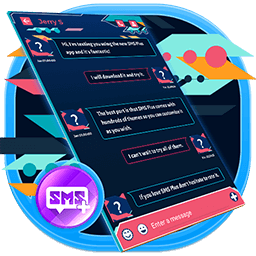 Jerry S
Hi, I'm texting you using the new SMS Plus
app and it's fantastic!
I will download it and try it.
The best part is that SMS Plus comes with
hundreds of themes so you can customize it
as you wish.
I can't wait to try all of them.
If you love SMS Plus don't hesitate to rate it.
Enter a message
SMS